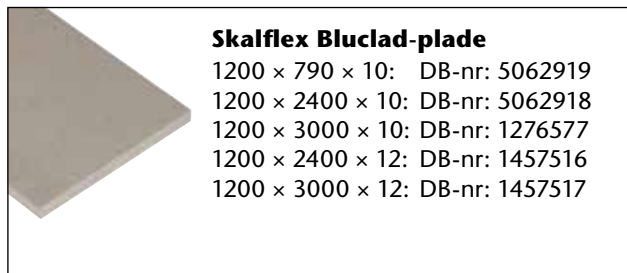 Skalflex Bluclad-plade
1200 × 790 × 10: DB-nr: 5062919
1200 × 2400 × 10: DB-nr: 5062918
1200 × 3000 × 10: DB-nr: 1276577
1200 × 2400 × 12: DB-nr: 1457516
1200 × 3000 × 12: DB-nr: 1457517